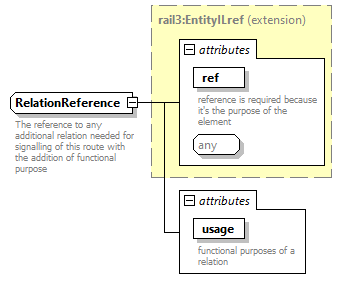 rail3:EntityILref (extension)
attributes
ref
reference is required because
it's the purpose of the
element
any
RelationReference
The reference to any
additional relation needed for
signalling of this route with
the addition of functional
purpose
attributes
usage
functional purposes of a
relation